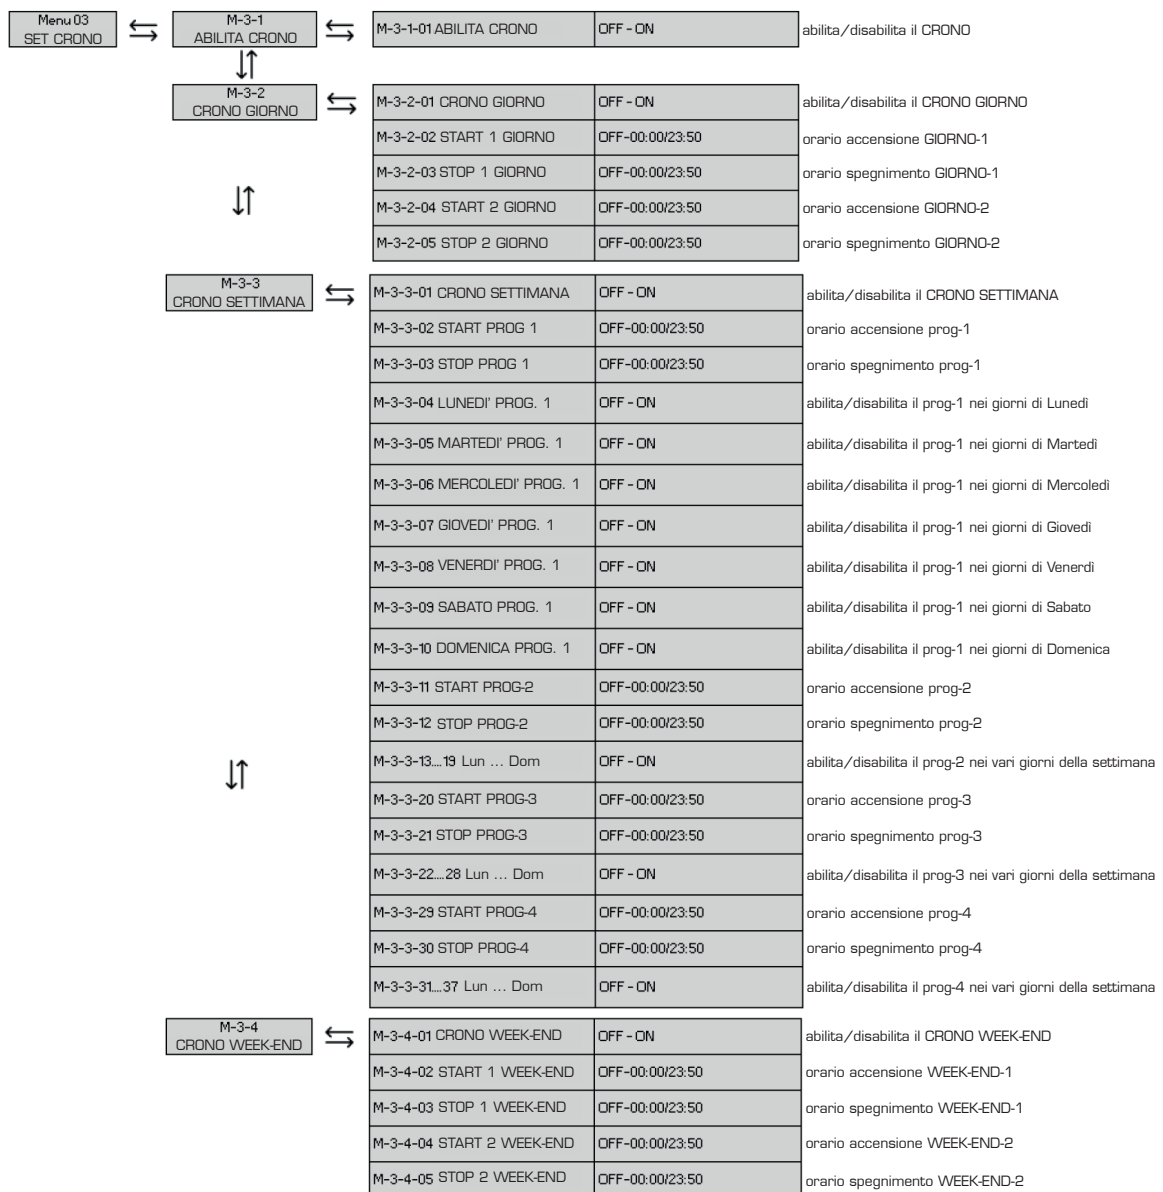 Menu 03
SET CRONO
M-3-1
ABILITA CRONO
M-3-1-01 ABILITA CRONO OFF - ON abilita/disabilita il CRONO
M-3-2
CRONO GIORNO
M-3-2-01 CRONO GIORNO OFF - ON abilita/disabilita il CRONO GIORNO
M-3-2-02 START 1 GIORNO OFF-00:00/23:50 orario accensione GIORNO-1
M-3-2-03 STOP 1 GIORNO OFF-00:00/23:50 orario spegnimento GIORNO-1
M-3-2-04 START 2 GIORNO OFF-00:00/23:50 orario accensione GIORNO-2
M-3-2-05 STOP 2 GIORNO OFF-00:00/23:50 orario spegnimento GIORNO-2
M-3-3
CRONO SETTIMANA
M-3-3-01 CRONO SETTIMANA OFF - ON abilita/disabilita il CRONO SETTIMANA
M-3-3-02 START PROG 1 OFF-00:00/23:50 orario accensione prog-1
M-3-3-03 STOP PROG 1 OFF-00:00/23:50 orario spegnimento prog-1
M-3-3-04 LUNEDI' PROG. 1 OFF - ON abilita/disabilita il prog-1 nei giorni di Lunedì
M-3-3-05 MARTEDI' PROG. 1 OFF - ON abilita/disabilita il prog-1 nei giorni di Martedì
M-3-3-06 MERCOLEDI' PROG. 1 OFF - ON abilita/disabilita il prog-1 nei giorni di Mercoledì
M-3-3-07 GIOVEDI' PROG. 1 OFF - ON abilita/disabilita il prog-1 nei giorni di Giovedì
M-3-3-08 VENERDI' PROG. 1 OFF - ON abilita/disabilita il prog-1 nei giorni di Venerdì
M-3-3-09 SABATO PROG. 1 OFF - ON abilita/disabilita il prog-1 nei giorni di Sabato
M-3-3-10 DOMENICA PROG. 1 OFF - ON abilita/disabilita il prog-1 nei giorni di Domenica
M-3-3-11 START PROG-2 OFF-00:00/23:50 orario accensione prog-2
M-3-3-12 STOP PROG-2 OFF-00:00/23:50 orario spegnimento prog-2
M-3-3-13....19 Lun ... Dom OFF - ON abilita/disabilita il prog-2 nei vari giorni della settimana
M-3-3-20 START PROG-3 OFF-00:00/23:50 orario accensione prog-3
M-3-3-21 STOP PROG-3 OFF-00:00/23:50 orario spegnimento prog-3
M-3-3-22....28 Lun ... Dom OFF - ON abilita/disabilita il prog-3 nei vari giorni della settimana
M-3-3-29 START PROG-4 OFF-00:00/23:50 orario accensione prog-4
M-3-3-30 STOP PROG-4 OFF-00:00/23:50 orario spegnimento prog-4
M-3-3-31....37 Lun ... Dom OFF - ON abilita/disabilita il prog-4 nei vari giorni della settimana
M-3-4
CRONO WEEK-END
M-3-4-01 CRONO WEEK-END OFF - ON abilita/disabilita il CRONO WEEK-END
M-3-4-02 START 1 WEEK-END OFF-00:00/23:50 orario accensione WEEK-END-1
M-3-4-03 STOP 1 WEEK-END OFF-00:00/23:50 orario spegnimento WEEK-END-1
M-3-4-04 START 2 WEEK-END OFF-00:00/23:50 orario accensione WEEK-END-2
M-3-4-05 STOP 2 WEEK-END OFF-00:00/23:50 orario spegnimento WEEK-END-2